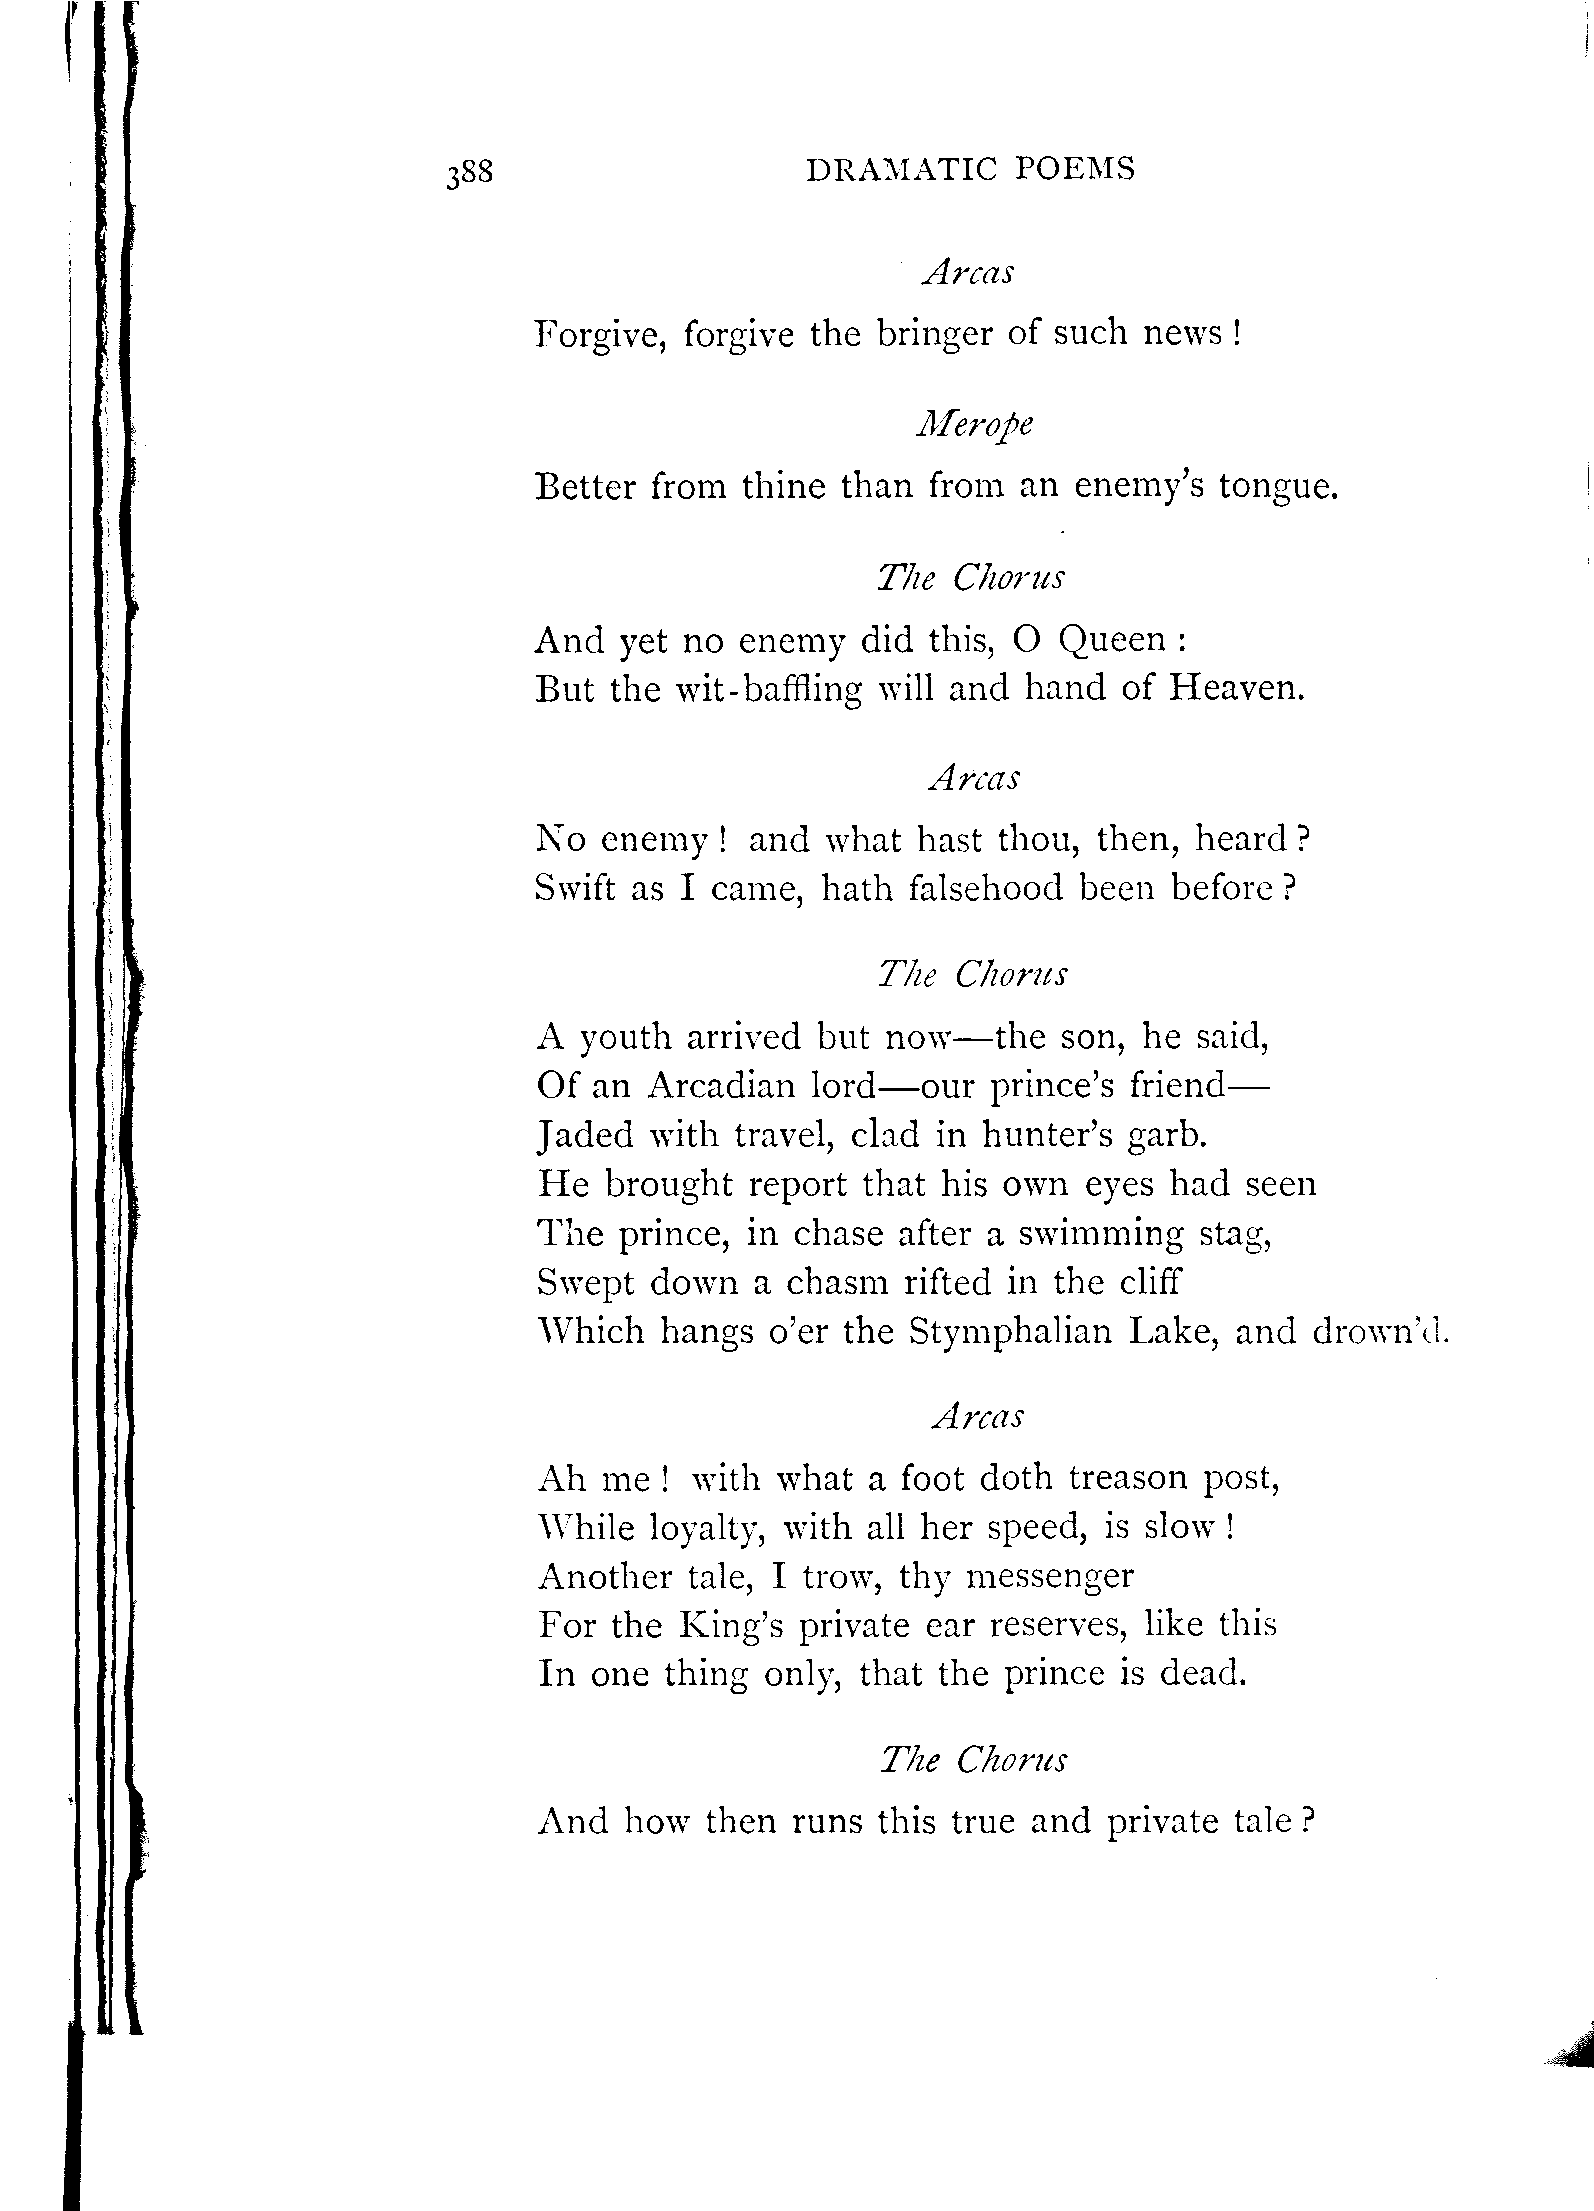 388 DRAMATIC POEMS
Arcas
Forgive, forgive the bringer of such news !
Merope
Better from thine than from an enemy's tongue.
The Chorus
And yet no enemy did this, O Queen :
But the wit-baffling will and hand of Heaven.
Arcas
No enemy ! and what hast thou, then, heard ?
Swift as I came, hath falsehood been before ?
The Chorus
A youth arrived but now—the son, he said,
Of an Arcadian lord—our prince's friend—
Jaded with travel, clad in hunter's garb.
He brought report that his own eyes had seen
The prince, in chase after a swimming stag,
Swept down a chasm rifted in the cliff
Which hangs o'er the Stymphalian Lake, and drown'd.
Arcas
Ah me ! with what a foot doth treason post,
While loyalty, with all her speed, is slow !
Another tale, I trow, thy messenger
For the King's private ear reserves, like this
In one thing only, that the prince is dead.
The Chorus
And how then runs this true and private tale ?